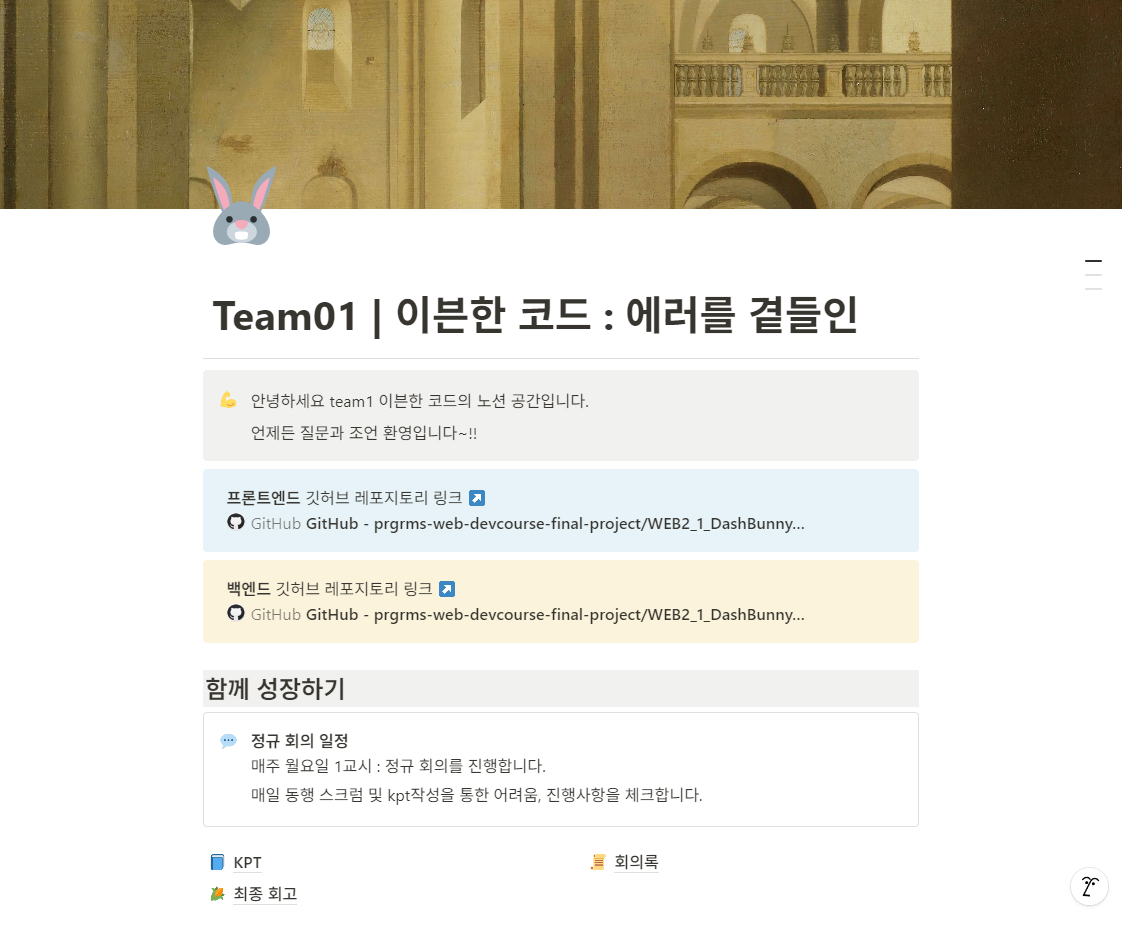 Team01 | 이븐한 코드 : 에러를 곁들인
안녕하세요 team1 이븐한 코드의 노션 공간입니다.
언제든 질문과 조언 환영입니다~!!
프론트엔드 깃허브 레포지토리 링크
GitHub GitHub - prgrms-web-devcourse-final-project/WEB2_1_DashBunny...
백엔드 깃허브 레포지토리 링크
GitHub GitHub - prgrms-web-devcourse-final-project/WEB2_1_DashBunny...
함께 성장하기
정규 회의 일정
매주 월요일 1교시 : 정규 회의를 진행합니다.
매일 동행 스크럼 및 kpt작성을 통한 어려움, 진행사항을 체크합니다.
KPT
회의록
최종 회고